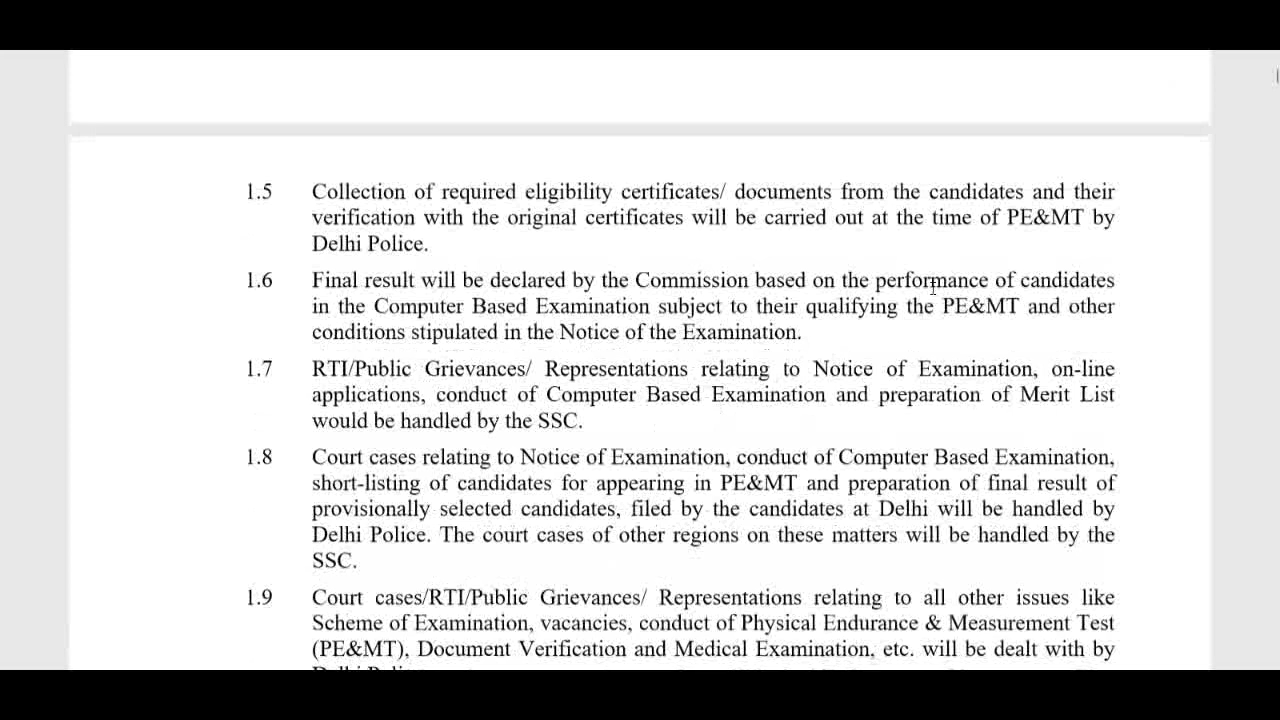 1.5 Collection of required eligibility certificates/ documents from the candidates and their
verification with the original certificates will be carried out at the time of PE&MT by
Delhi Police.
1.6 Final result will be declared by the Commission based on the performance of candidates
in the Computer Based Examination subject to their qualifying the PE&MT and other
conditions stipulated in the Notice of the Examination.
1.7 RTI/Public Grievances/ Representations relating to Notice of Examination, on-line
applications, conduct of Computer Based Examination and preparation of Merit List
would be handled by the SSC.
1.8 Court cases relating to Notice of Examination, conduct of Computer Based Examination,
short-listing of candidates for appearing in PE&MT and preparation of final result of
provisionally selected candidates, filed by the candidates at Delhi will be handled by
Delhi Police. The court cases of other regions on these matters will be handled by the
SSC.
1.9 Court cases/RTI/Public Grievances/ Representations relating to all other issues like
Scheme of Examination, vacancies, conduct of Physical Endurance & Measurement Test
(PE&MT), Document Verification and Medical Examination, etc. will be dealt with by